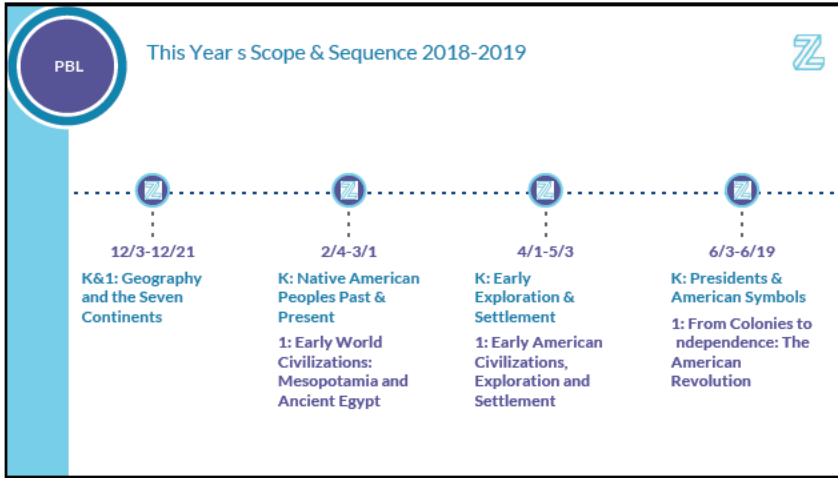 PBL
This Year s Scope & Sequence 2018-2019
12/3-12/21
K&1: Geography
and the Seven
Continents
2/4-3/1
K: Native American
Peoples Past &
Present
1: Early World
Civilizations:
Mesopotamia and
Ancient Egypt
4/1-5/3
K: Early
Exploration &
Settlement
1: Early American
Civilizations,
Exploration and
Settlement
6/3-6/19
K: Presidents &
American Symbols
1: From Colonies to
ndependence: The
American
Revolution